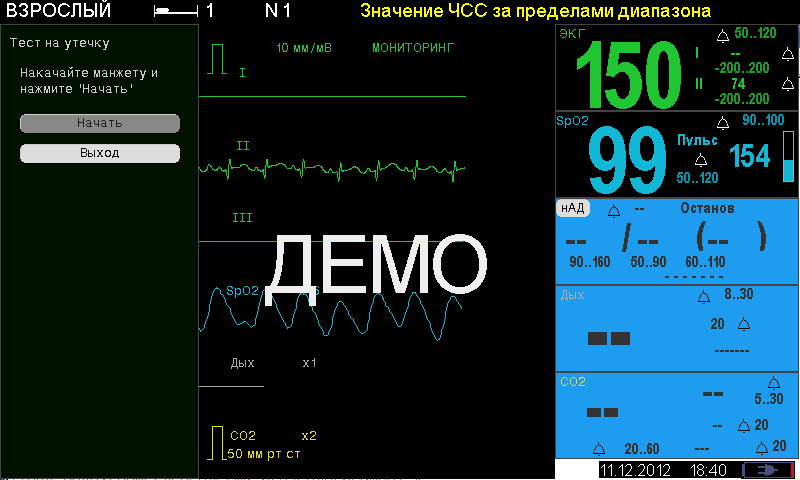 ВЗРОСЛЫЙ 1 N 1 Значение ЧСС за пределами диапазона
Тест на утечку
Накачайте манжету и
нажмите 'Начать'
Начать
Выход
10 мм/мВ МОНИТОРИНГ
I
II
III
ДЕМО
SpO2
Дых x1
CO2 x2
50 мм рт ст
ЭКГ 150 50..120
I --
-200..200
II 74
-200..200
SpO2 99 90..100
Пульс 154
50..120
нАД -- Останов
-- / -- ( -- )
90..160 50..90 60..110
- - - - - - -
Дых 8..30
-- 20
-------
CO2 --
5..30
-- -- 20
20..60 --- 20
11.12.2012 18:40